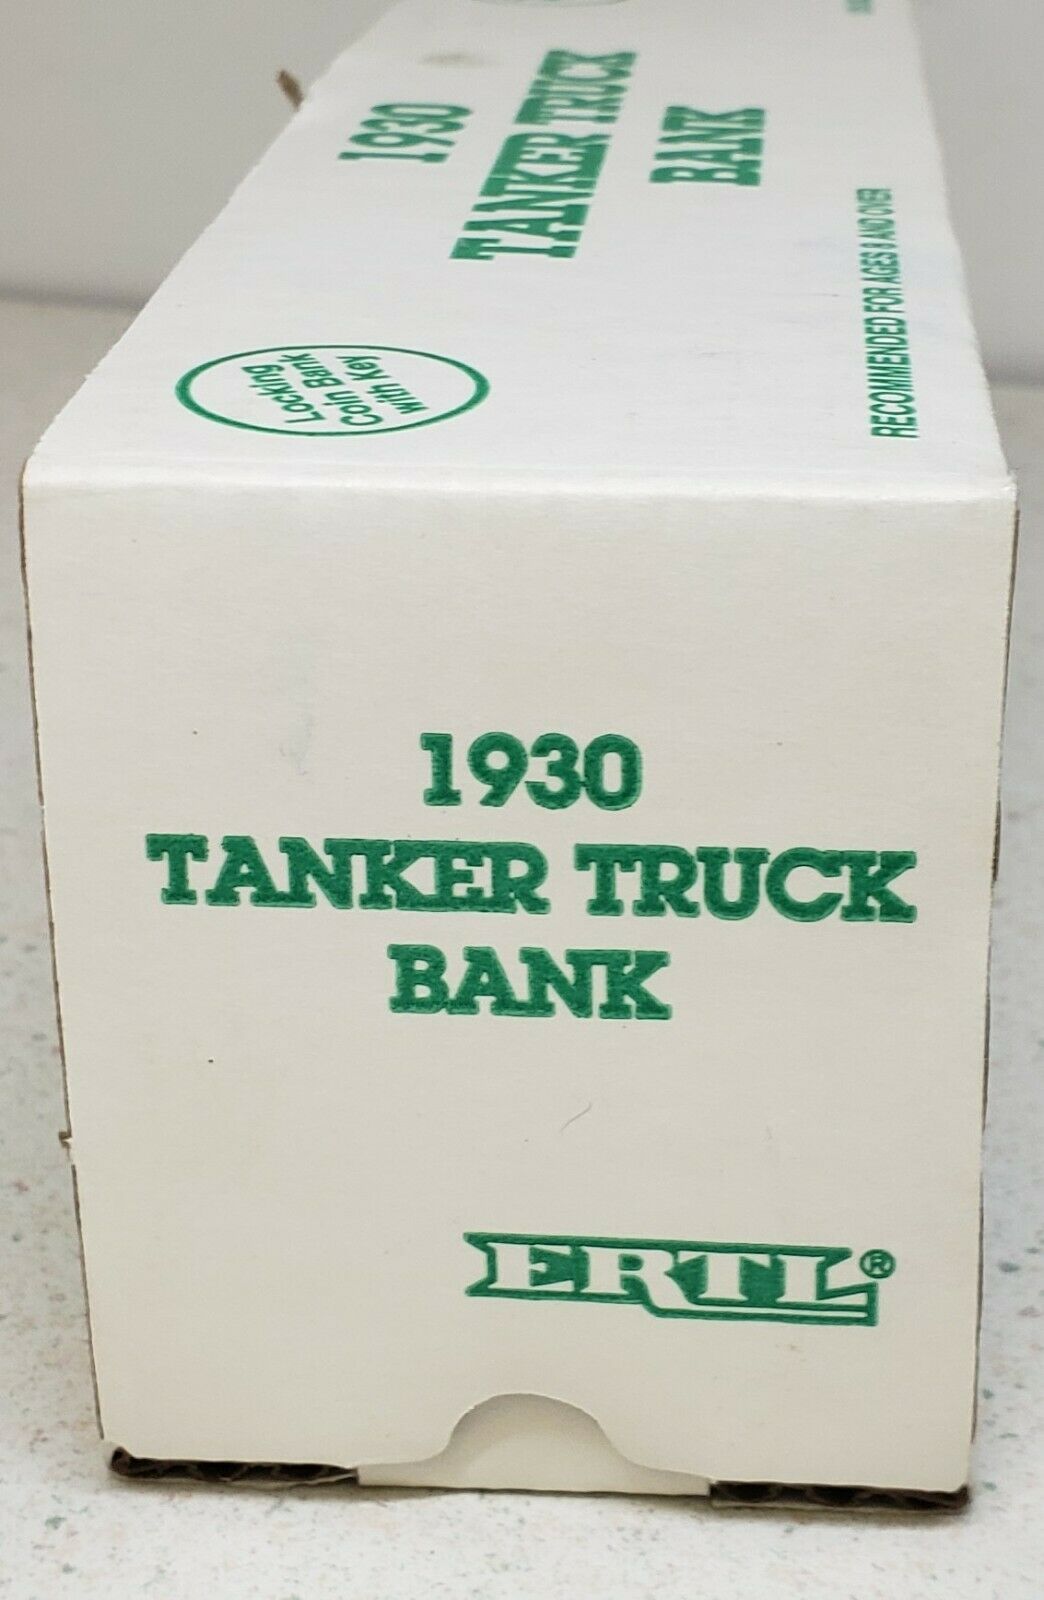 1930
TANKER TRUCK
BANK
Locking
Coin Bank
with Key
RECOMMENDED FOR AGES 8 AND OVER
1930
TANKER TRUCK
BANK
ERTL®